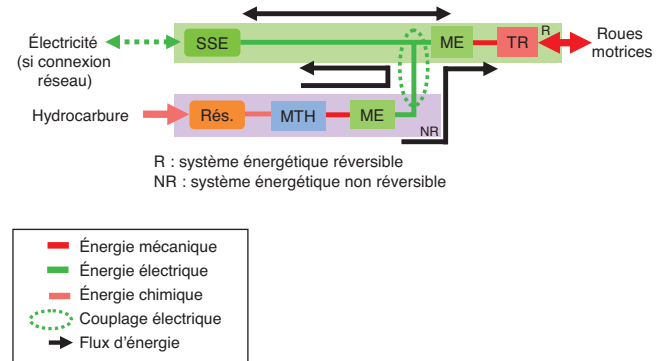 Électricité
(si connexion
réseau)
SSE
ME
TR
R
Roues
motrices
Hydrocarbure
Rés.
MTH
ME
NR
R : système énergétique réversible
NR : système énergétique non réversible
Énergie mécanique
Énergie électrique
Énergie chimique
Couplage électrique
Flux d'énergie